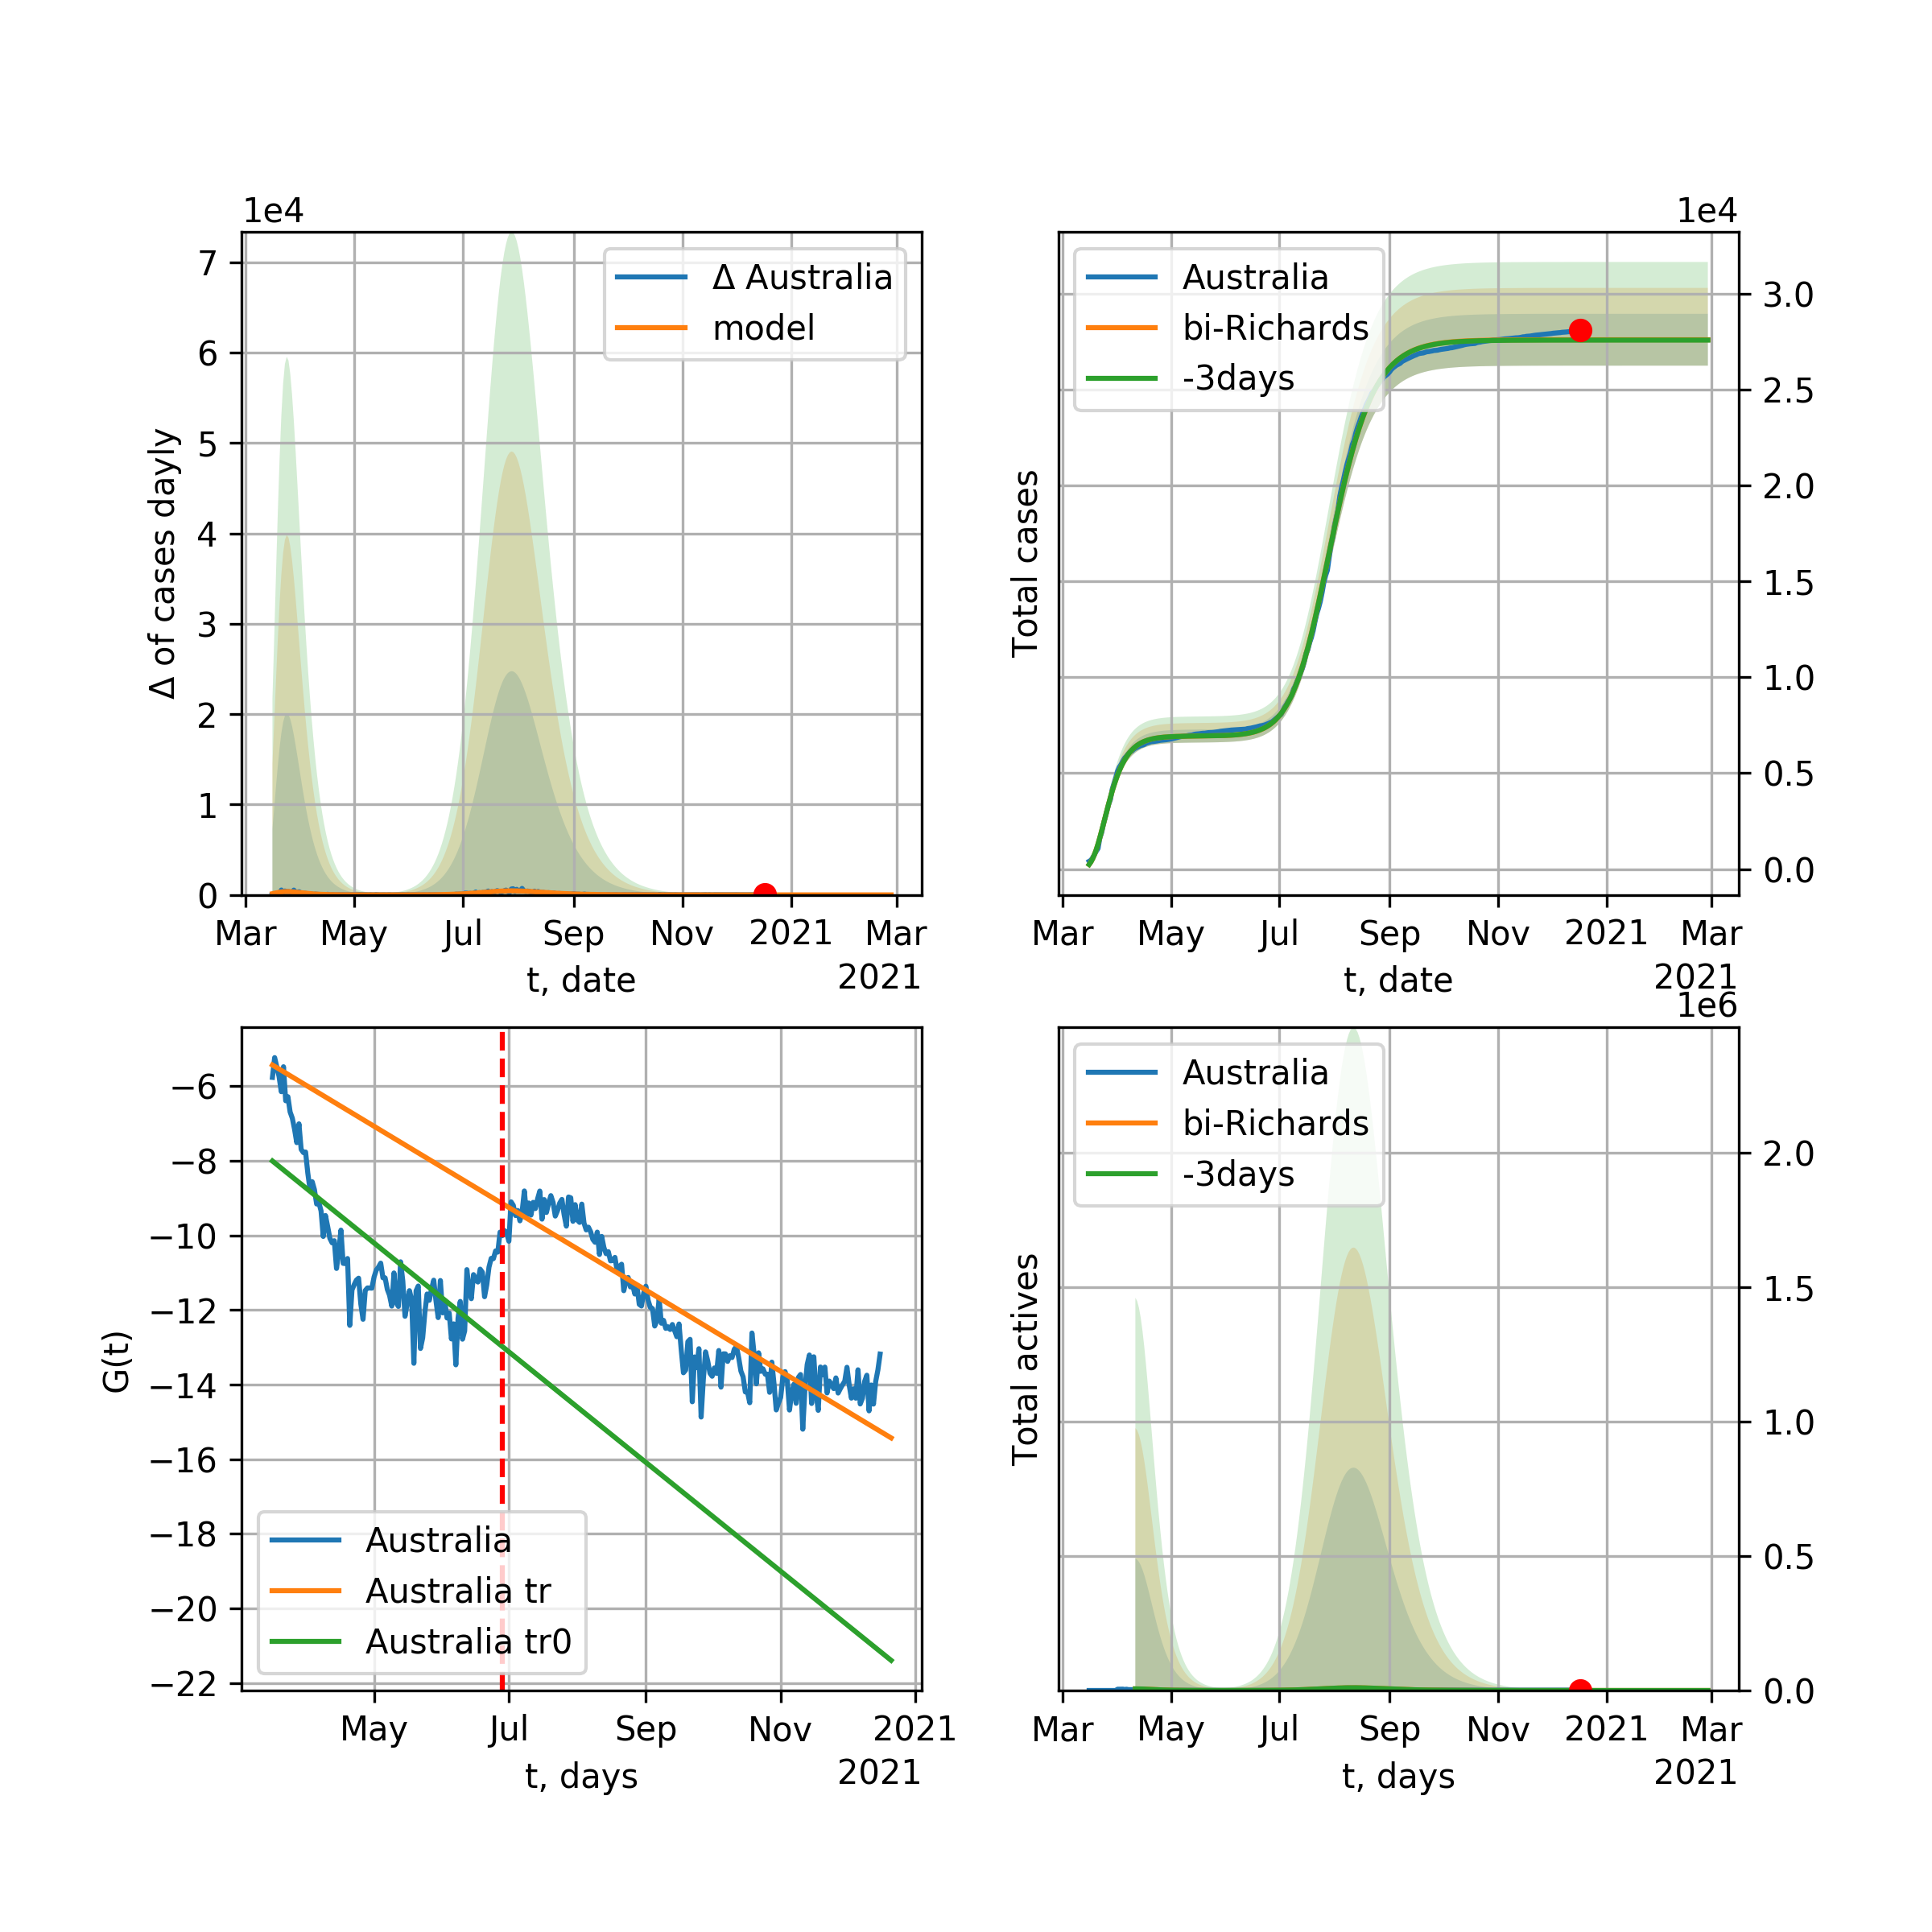 1e4
7
6
5
4
3
2
1
0
Δ of cases dayly
Δ Australia
model
Mar May Jul Sep Nov 2021 Mar
t, date 2021
1e4
Australia
bi-Richards
-3days
Total cases
3.0
2.5
2.0
1.5
1.0
0.5
0.0
Mar May Jul Sep Nov 2021 Mar
t, date 2021
−6
−8
−10
−12
−14
−16
−18
−20
−22
G(t)
Australia
Australia tr
Australia tr0
May Jul Sep Nov 2021
t, days 2021
1e6
Australia
bi-Richards
-3days
Total actives
2.0
1.5
1.0
0.5
0.0
Mar May Jul Sep Nov 2021 Mar
t, days 2021